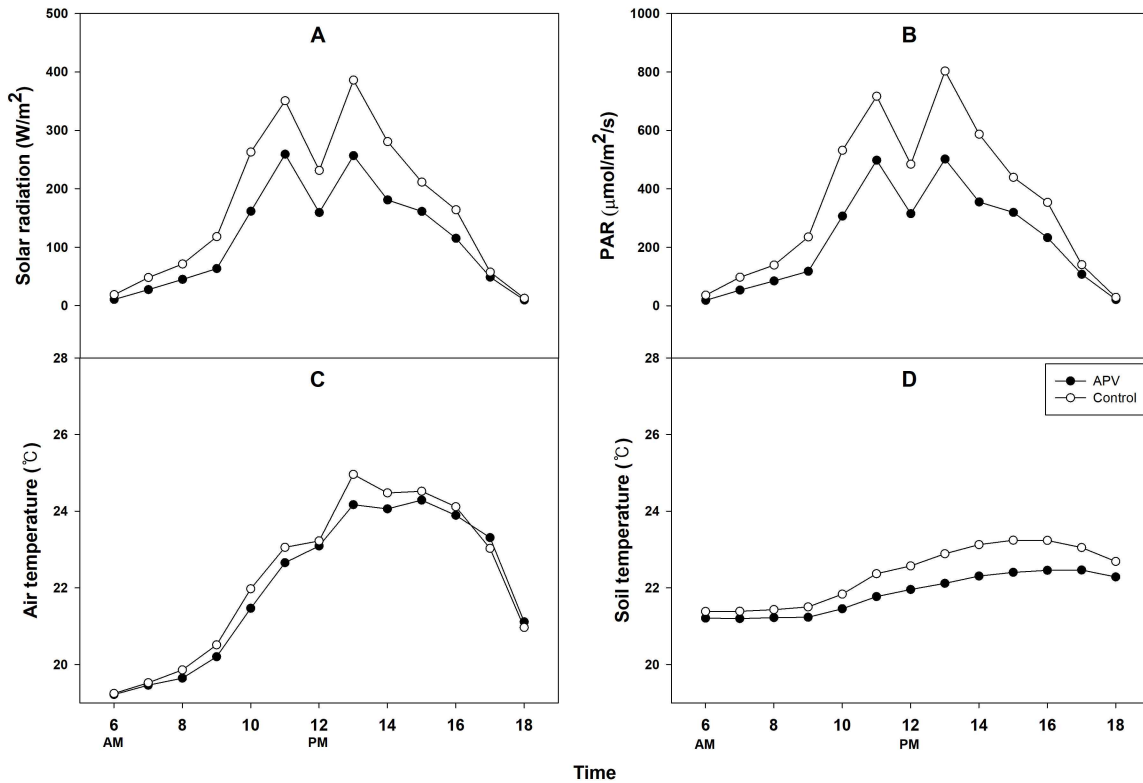 A
500
400
300
200
100
0
Solar radiation (W/m²)
B
1000
800
600
400
200
0
PAR (μmol/m²/s)
C
28
26
24
22
20
Air temperature (℃)
6 8 10 12 14 16 18
AM PM
D
APV
Control
28
26
24
22
20
Soil temperature (℃)
6 8 10 12 14 16 18
AM PM
Time